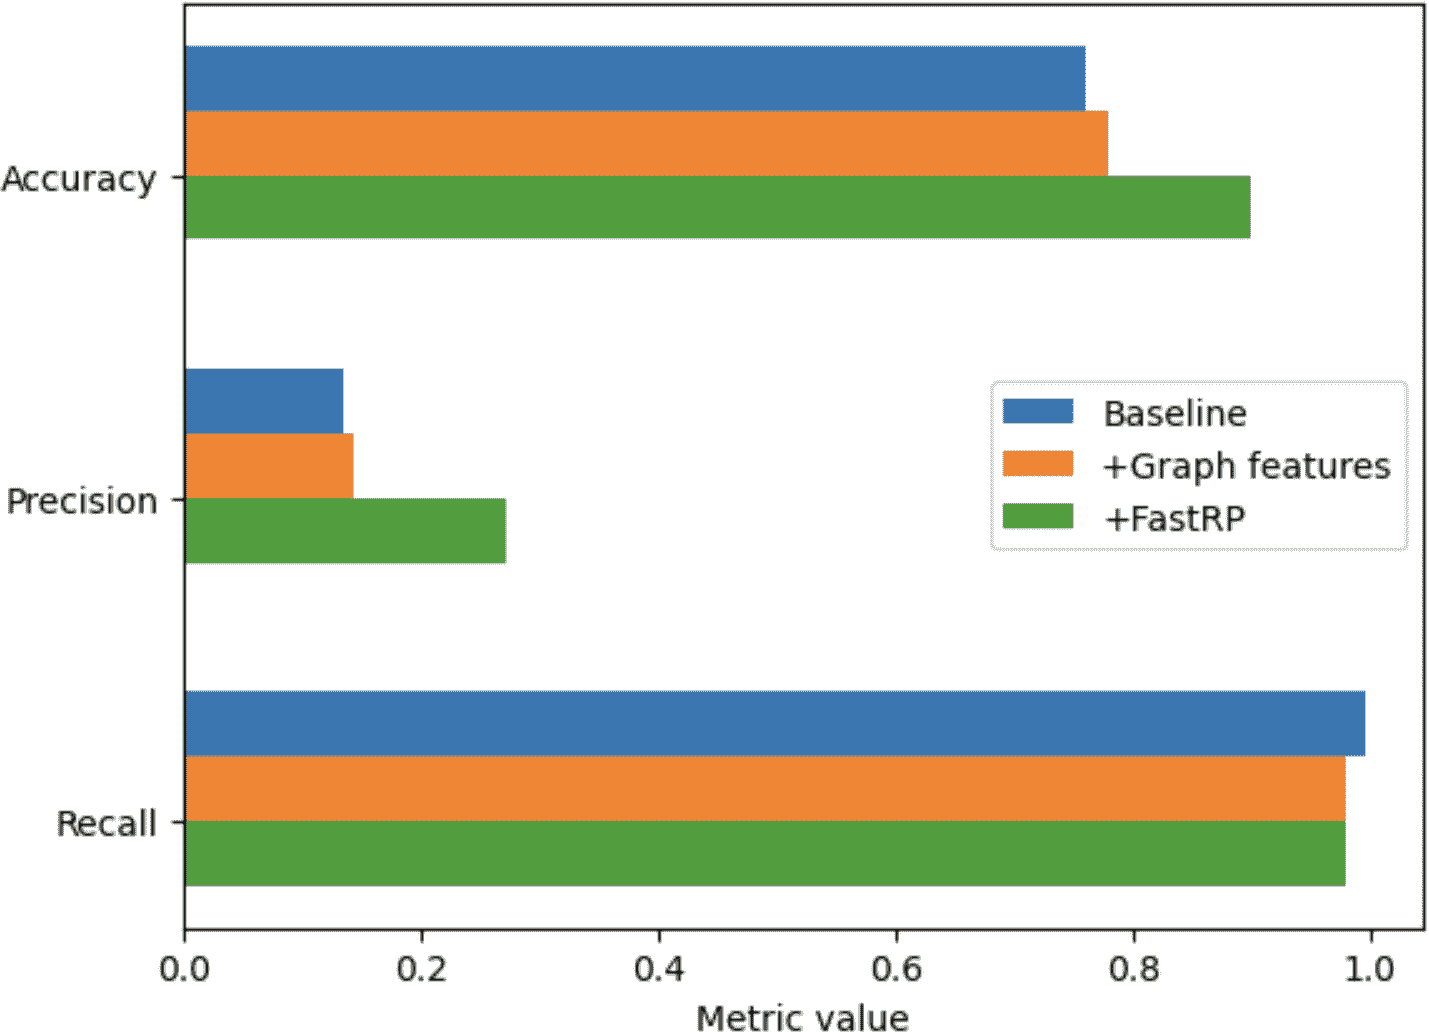 Accuracy
Precision
Recall
Baseline
+Graph features
+FastRP
0.0 0.2 0.4 0.6 0.8 1.0
Metric value